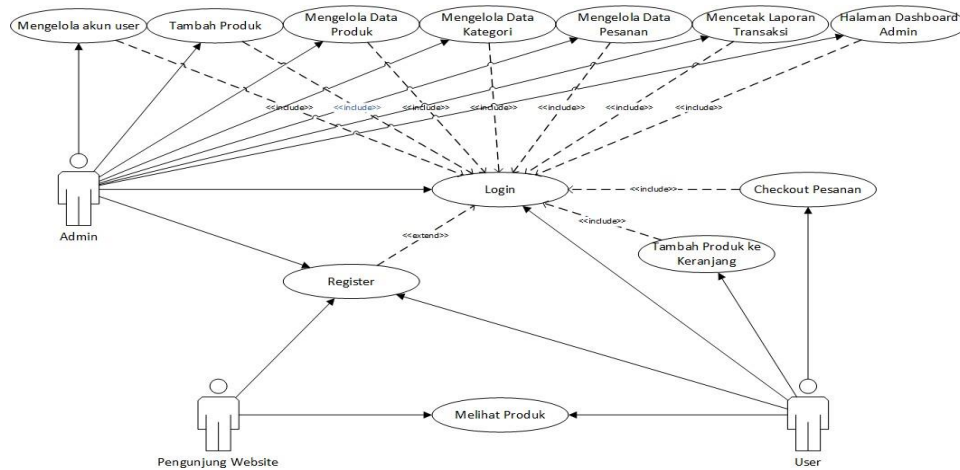 Mengelola akun user
Tambah Produk
Mengelola Data
Produk
Mengelola Data
Kategori
Mengelola Data
Pesanan
Mencetak Laporan
Transaksi
Halaman Dashboard
Admin
<<include>>
<<include>>
<<include>>
<<include>>
<<include>>
<<include>>
<<include>>
Login
<<include>>
Checkout Pesanan
Admin
<<extend>>
<<include>>
Tambah Produk ke
Keranjang
Register
Melihat Produk
Pengunjung Website
User